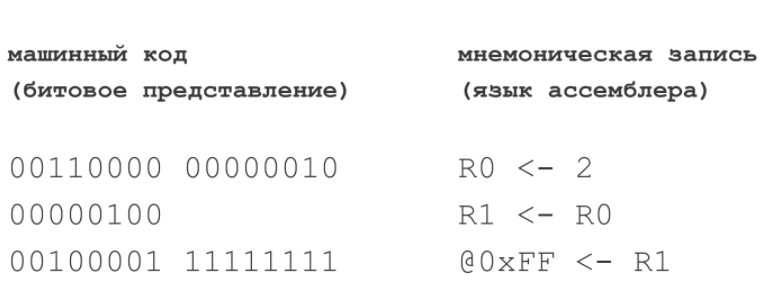 машинный код мнемоническая запись
(битовое представление) (язык ассемблера)
00110000 00000010 R0 <- 2
00000100 R1 <- R0
00100001 11111111 @0xFF <- R1